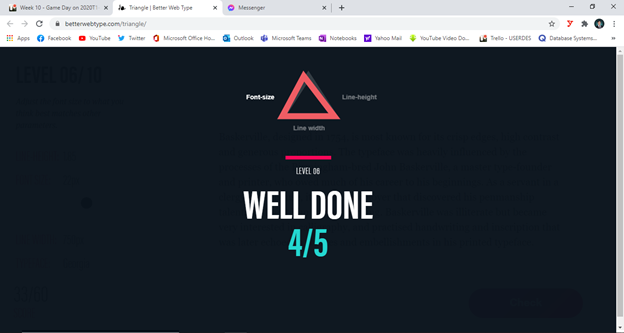 Week 10 - Game Day on 2020T
Triangle | Better Web Type
Messenger
betterwebtype.com/triangle/
Apps
Facebook
YouTube
Twitter
Microsoft Office Ho...
Outlook
Microsoft Teams
Notebooks
Yahoo Mail
YouTube Video Do...
Trello - USERDES
Database Systems...
LEVEL 06/10
Font-size
Line-height
Line width
LEVEL 06
WELL DONE
4/5